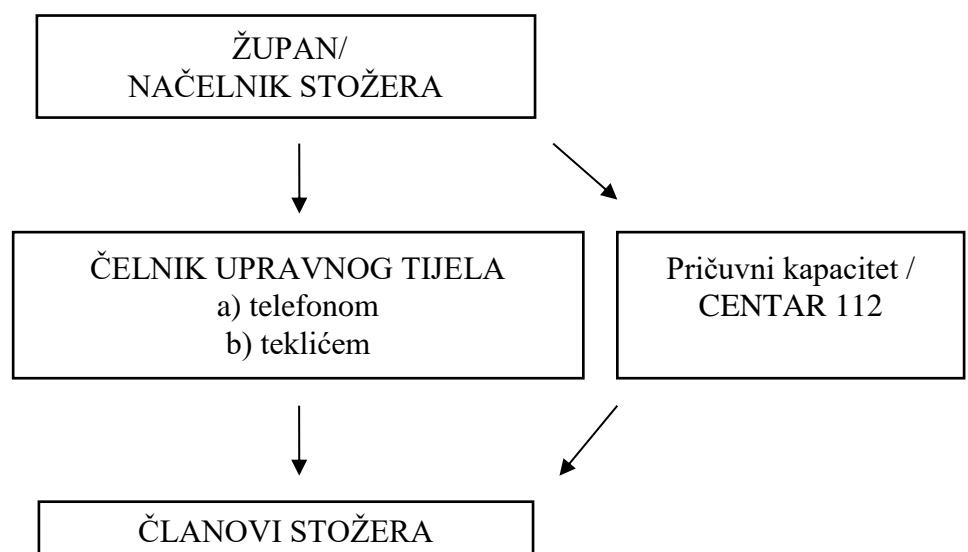 ŽUPAN/
NAČELNIK STOŽERA
ČELNIK UPRAVNOG TIJELA
a) telefonom
b) teklićem
Pričuvni kapacitet /
CENTAR 112
ČLANOVI STOŽERA